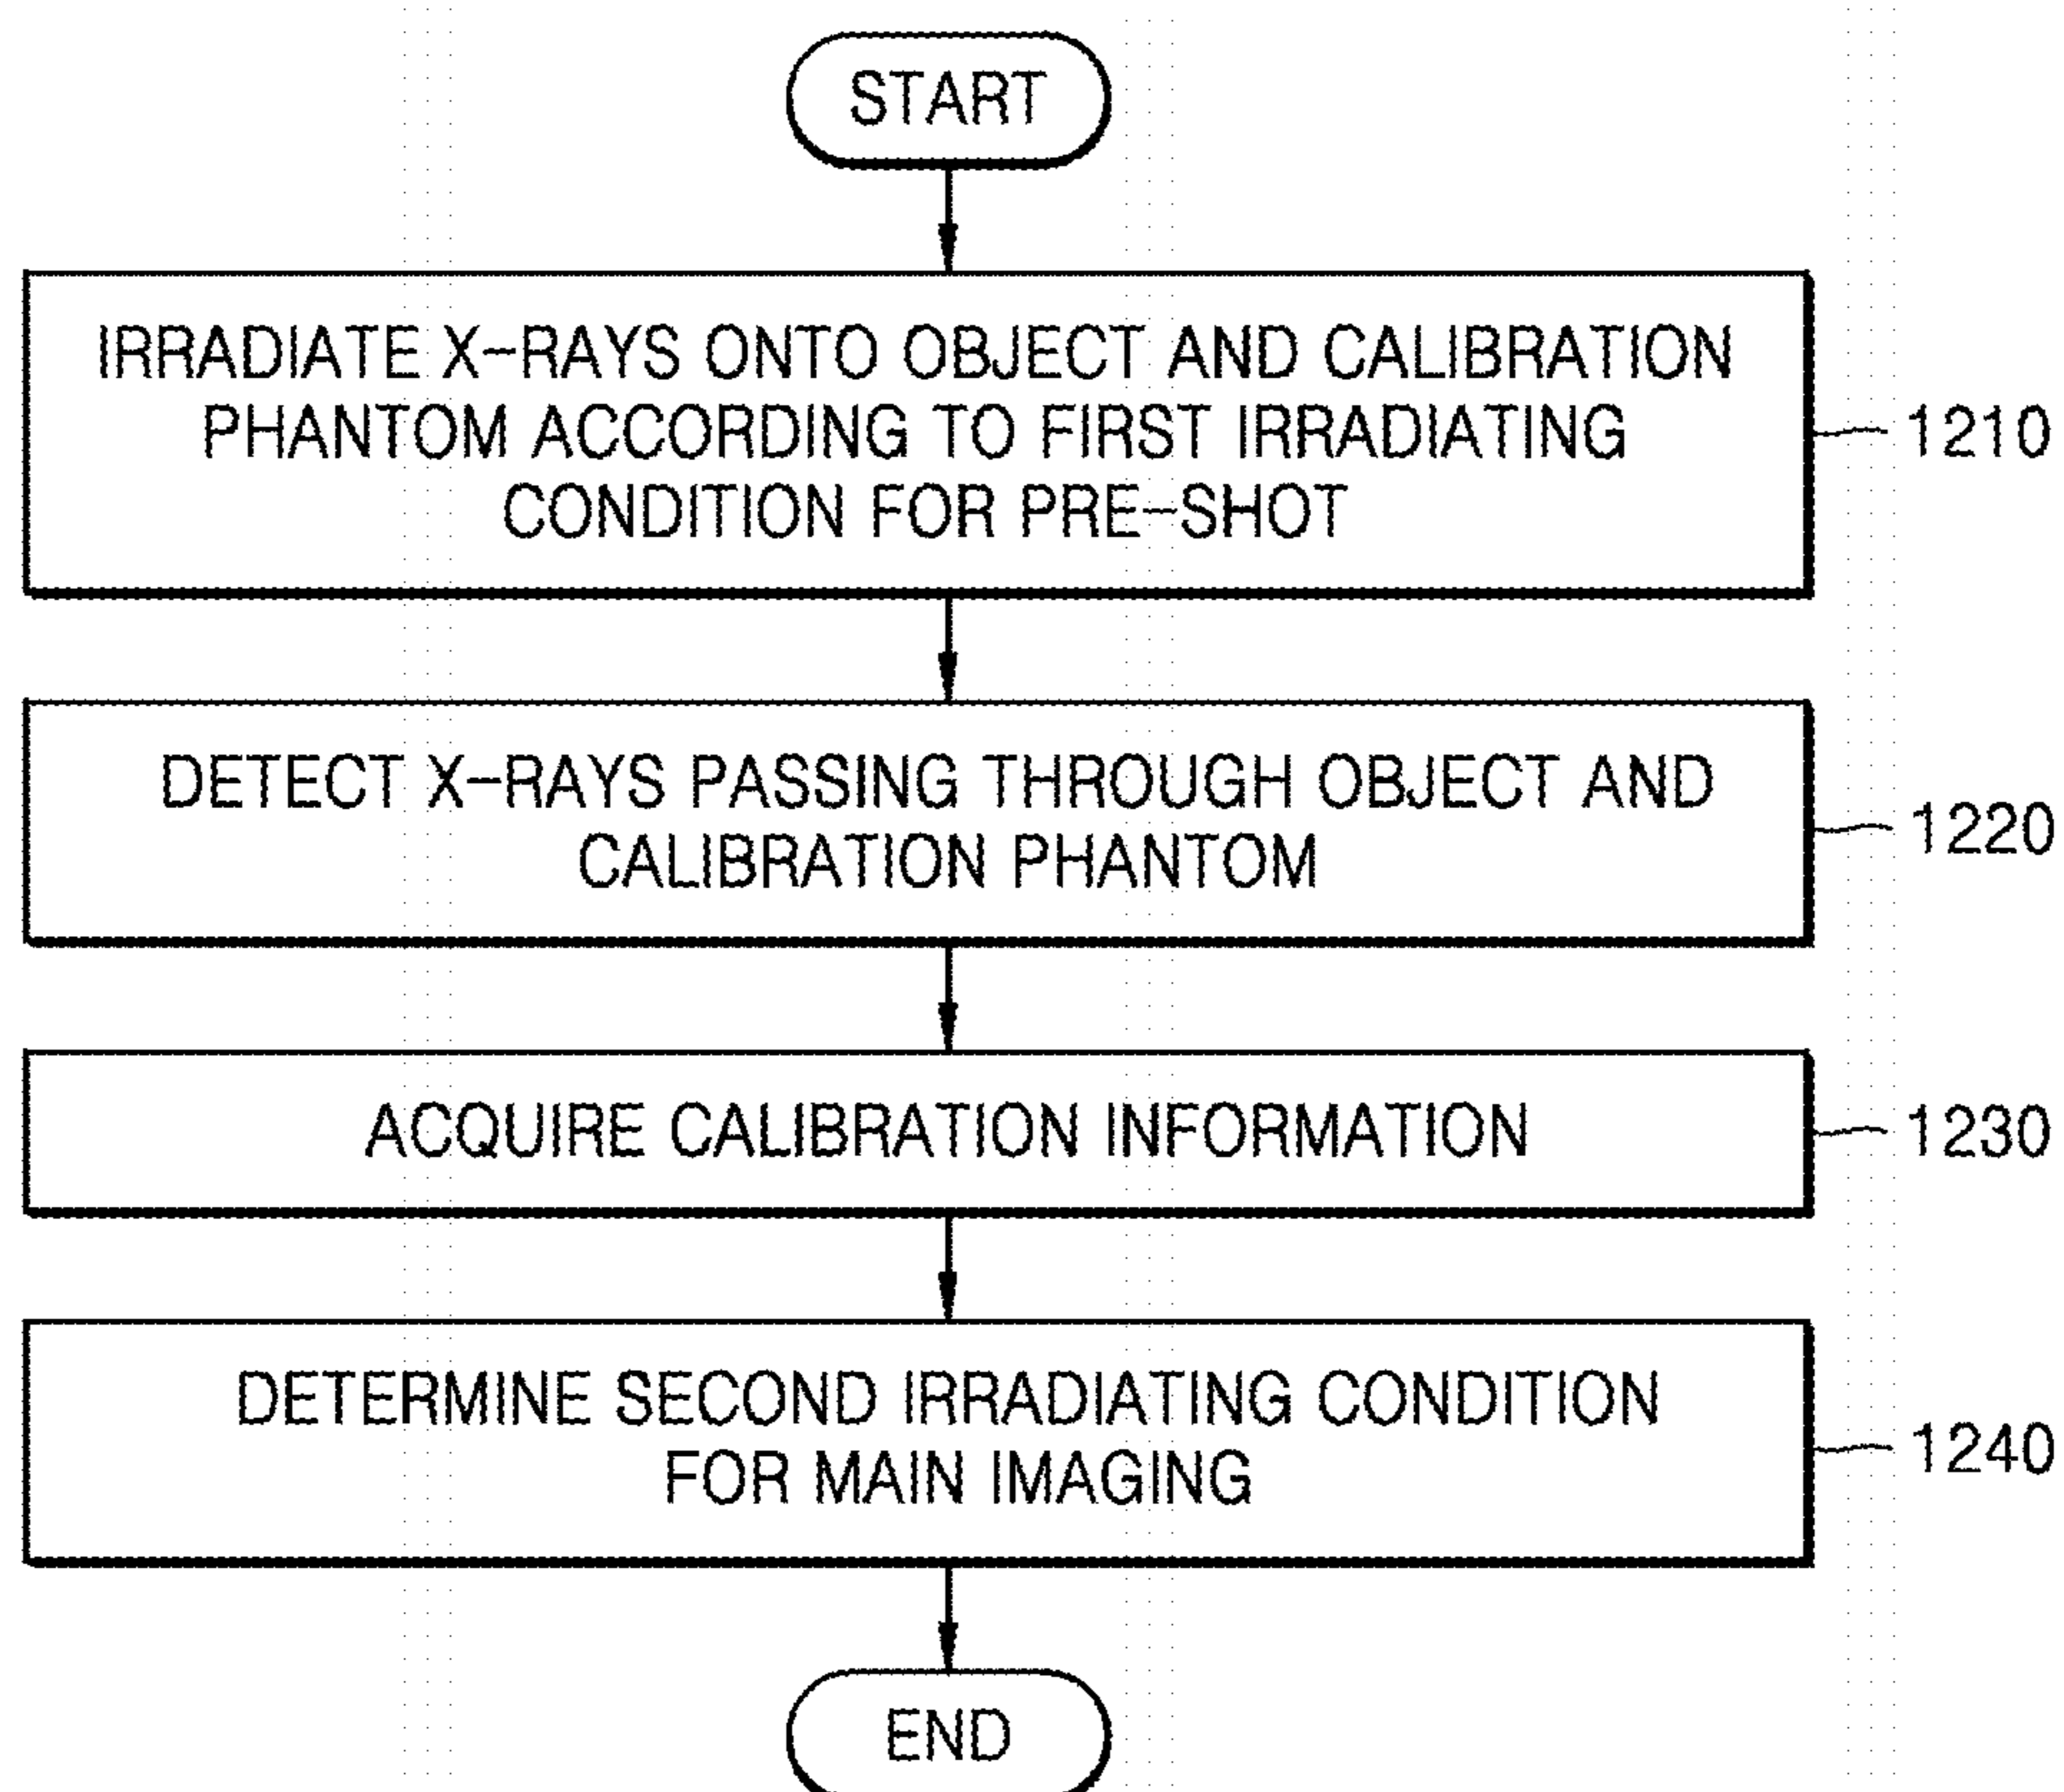 START
IRRADIATE X-RAYS ONTO OBJECT AND CALIBRATION
PHANTOM ACCORDING TO FIRST IRRADIATING
CONDITION FOR PRE-SHOT
1210
DETECT X-RAYS PASSING THROUGH OBJECT AND
CALIBRATION PHANTOM
1220
ACQUIRE CALIBRATION INFORMATION
1230
DETERMINE SECOND IRRADIATING CONDITION
FOR MAIN IMAGING
1240
END